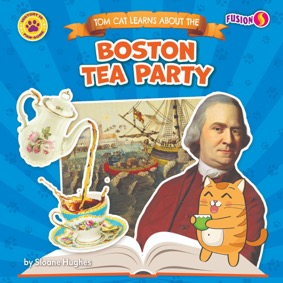 TOM CAT LEARNS ABOUT THE
FUSION
BOSTON
TEA PARTY
by Sloane Hughes